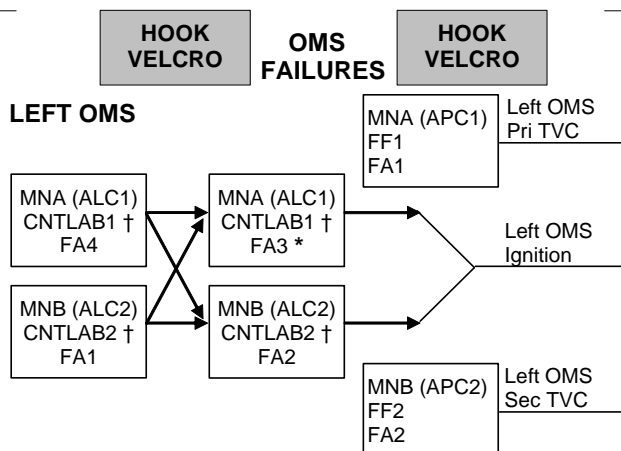 HOOK
VELCRO
OMS
FAILURES
HOOK
VELCRO
LEFT OMS
MNA (APC1)
FF1
FA1
Left OMS
Pri TVC
MNA (ALC1)
CNTLAB1 †
FA4
MNA (ALC1)
CNTLAB1 †
FA3 *
Left OMS
Ignition
MNB (ALC2)
CNTLAB2 †
FA1
MNB (ALC2)
CNTLAB2 †
FA2
MNB (APC2)
FF2
FA2
Left OMS
Sec TVC